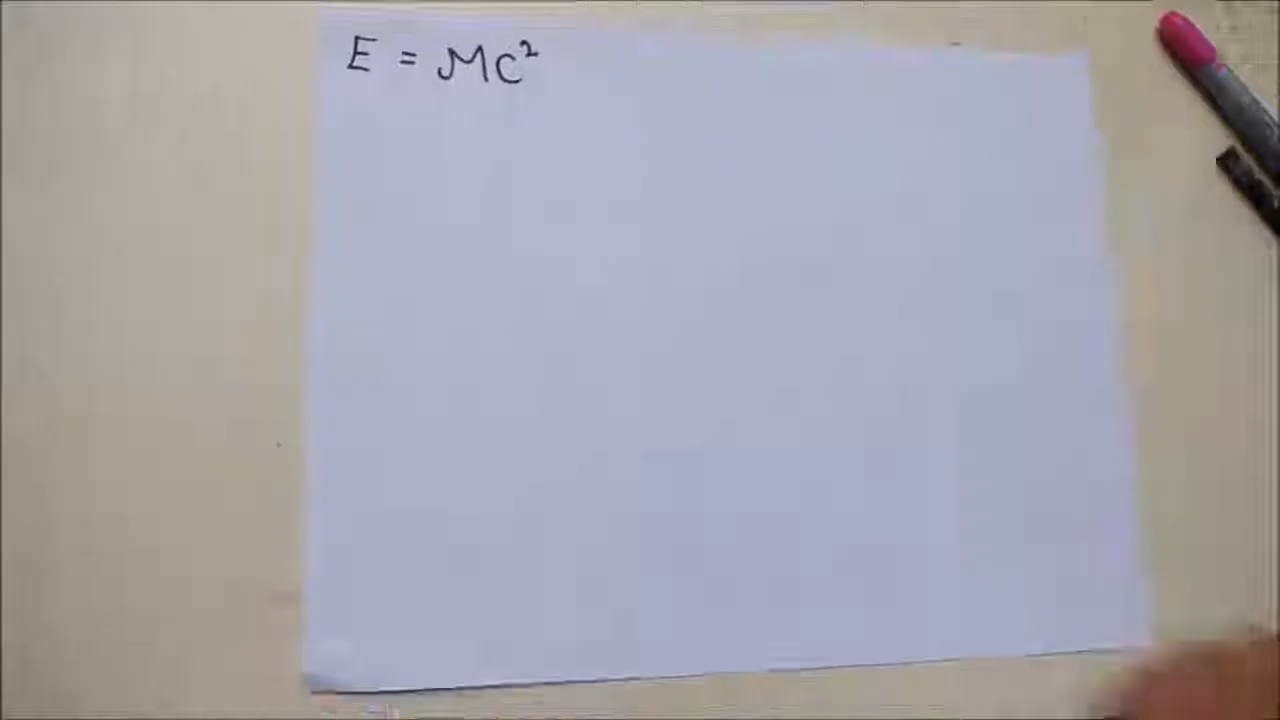 E = MC²